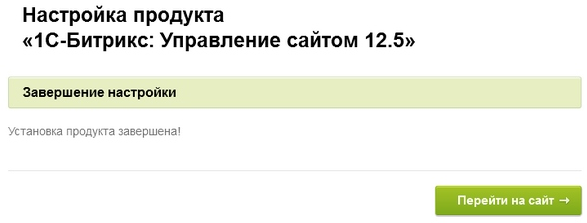 Настройка продукта
«1С-Битрикс: Управление сайтом 12.5»
Завершение настройки
Установка продукта завершена!
Перейти на сайт →